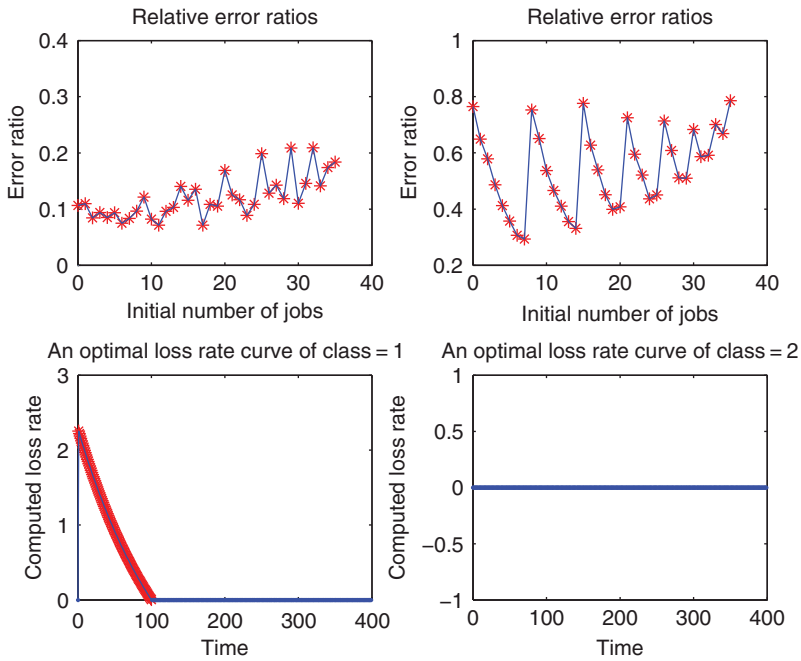 Relative error ratios
0.4
0.3
0.2
0.1
0
Error ratio
0 10 20 30 40
Initial number of jobs
Relative error ratios
1
0.8
0.6
0.4
0.2
Error ratio
0 10 20 30 40
Initial number of jobs
An optimal loss rate curve of class = 1
3
2
1
0
Computed loss rate
0 100 200 300 400
Time
An optimal loss rate curve of class = 2
1
0.5
0
−0.5
−1
Computed loss rate
0 100 200 300 400
Time